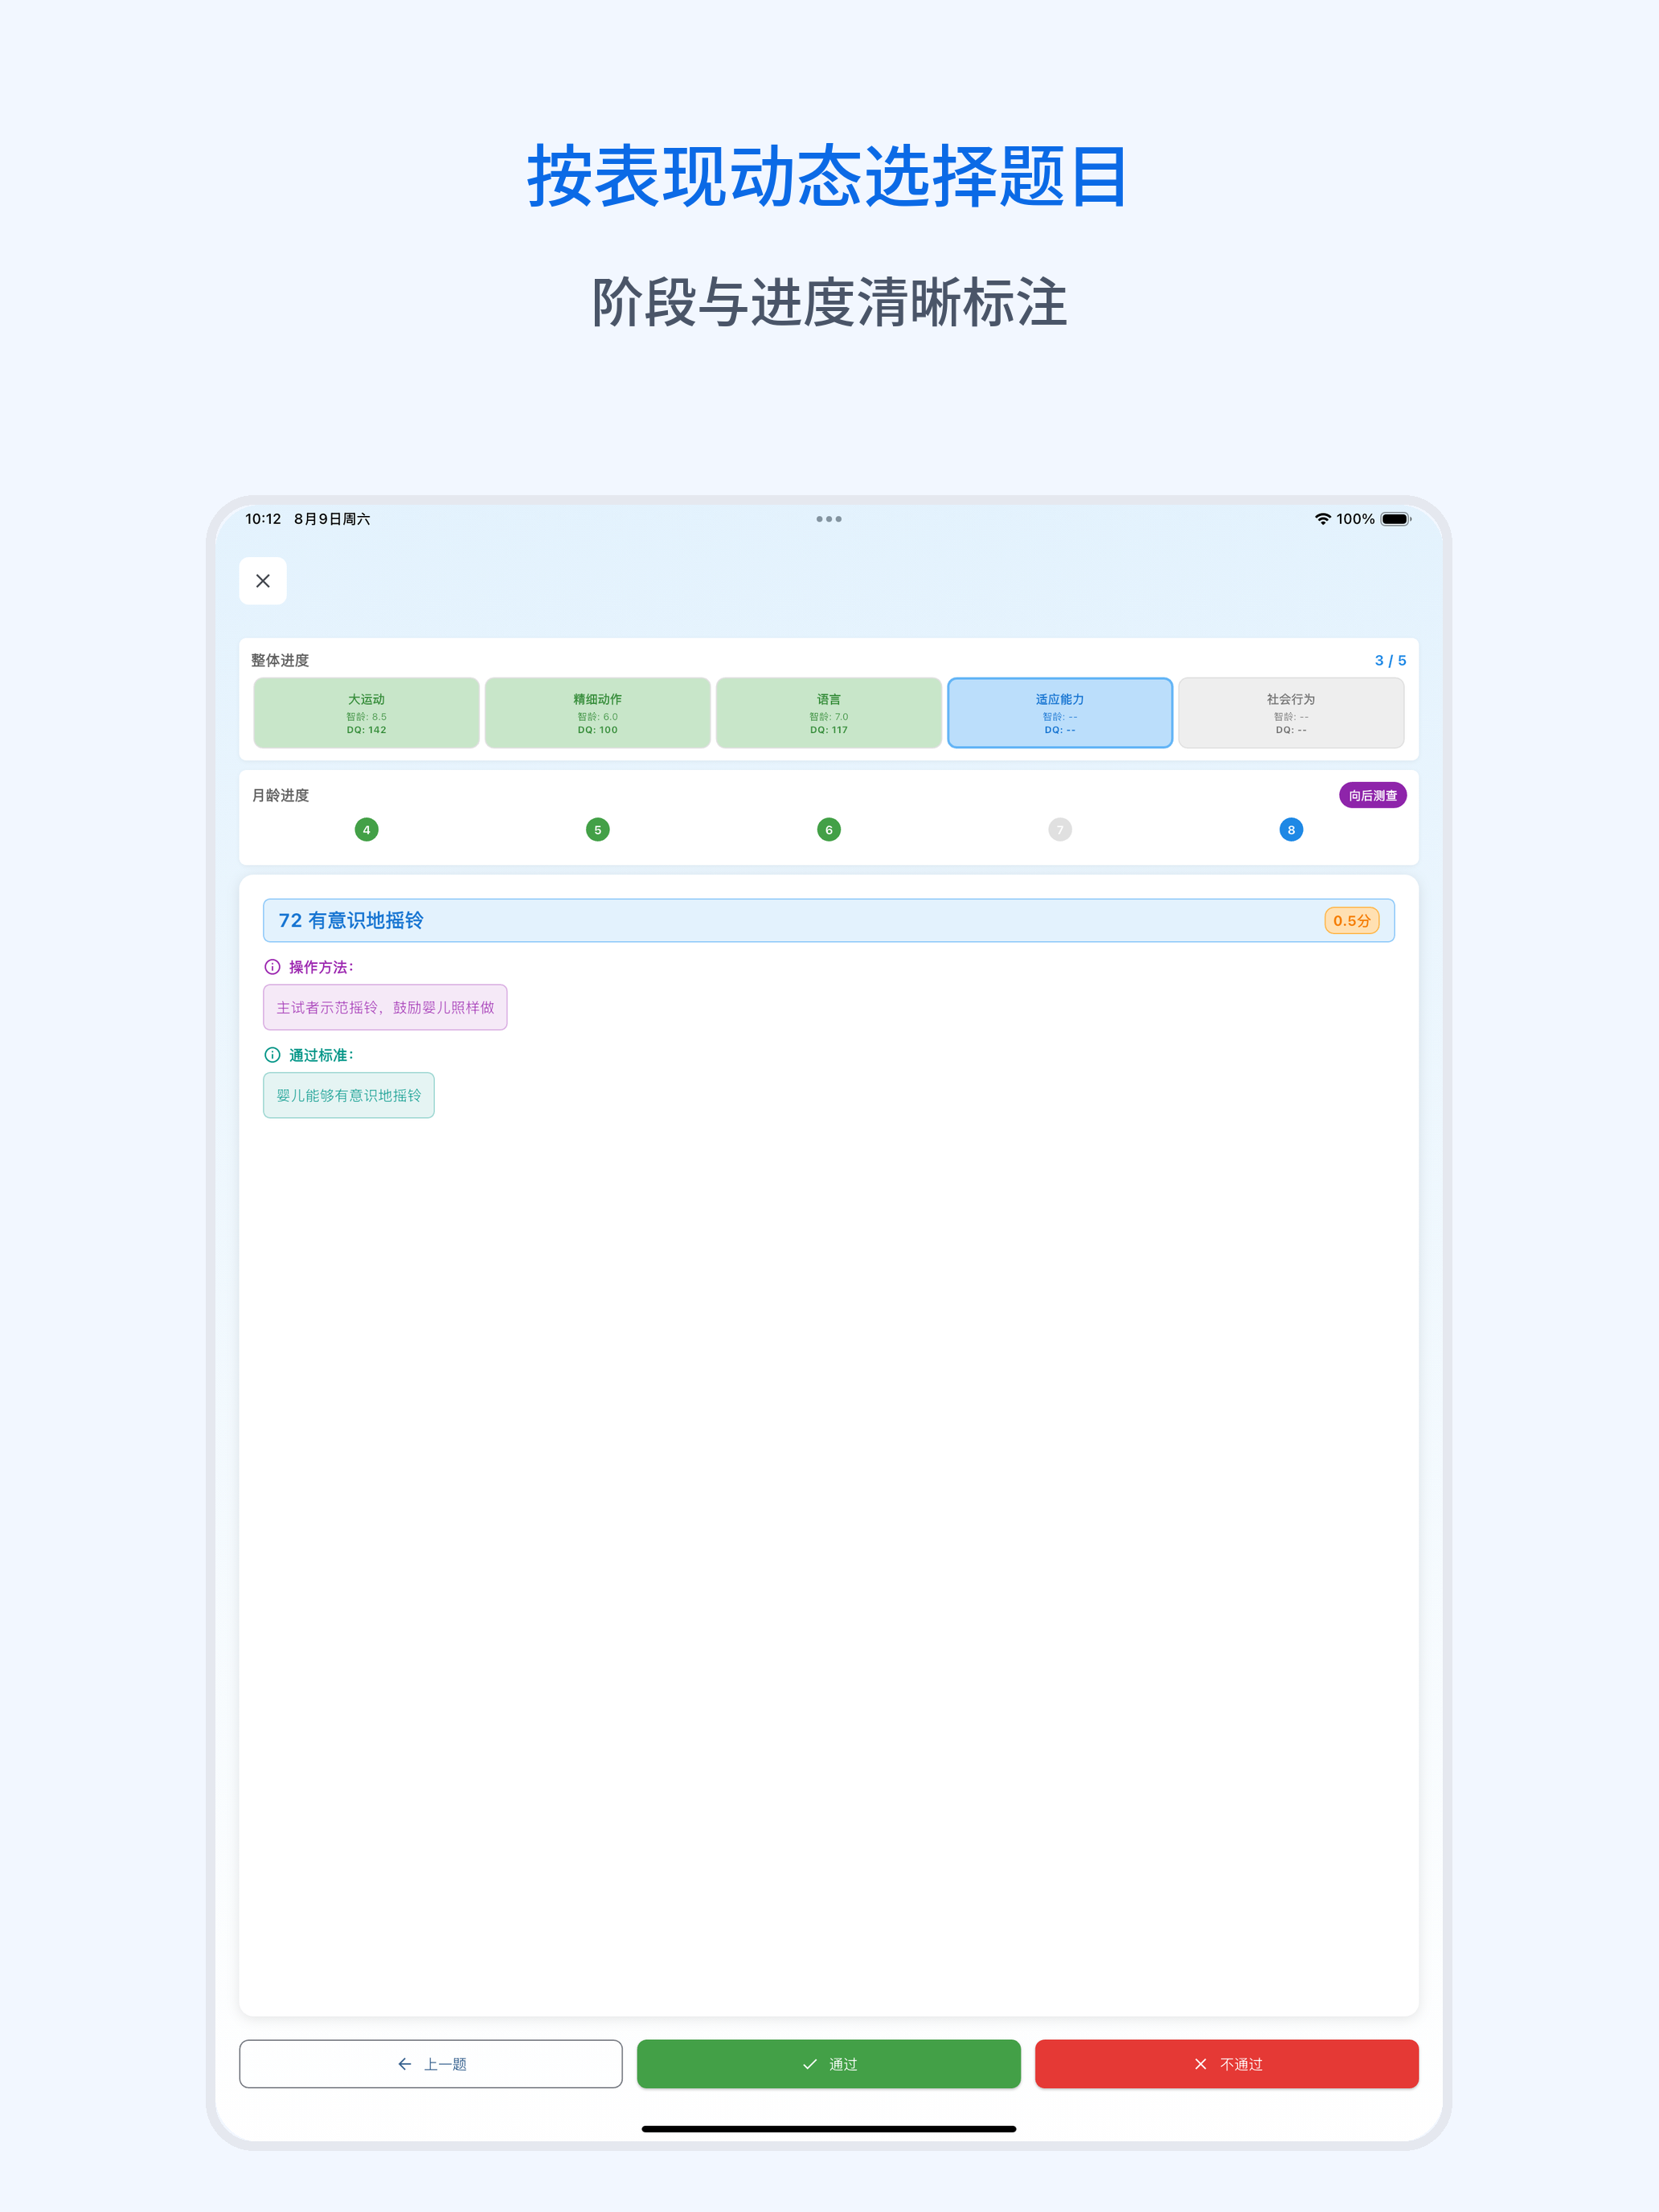 按表现动态选择题目
阶段与进度清晰标注
10:12 8月9日周六
100%
整体进度
3 / 5
大运动
智龄: 8.5
DQ: 142
精细动作
智龄: 6.0
DQ: 100
语言
智龄: 7.0
DQ: 117
适应能力
智龄: --
DQ: --
社会行为
智龄: --
DQ: --
月龄进度
向后测查
4
5
6
7
8
72 有意识地摇铃
0.5分
操作方法：
主试者示范摇铃，鼓励婴儿照样做
通过标准：
婴儿能够有意识地摇铃
上一题
通过
不通过